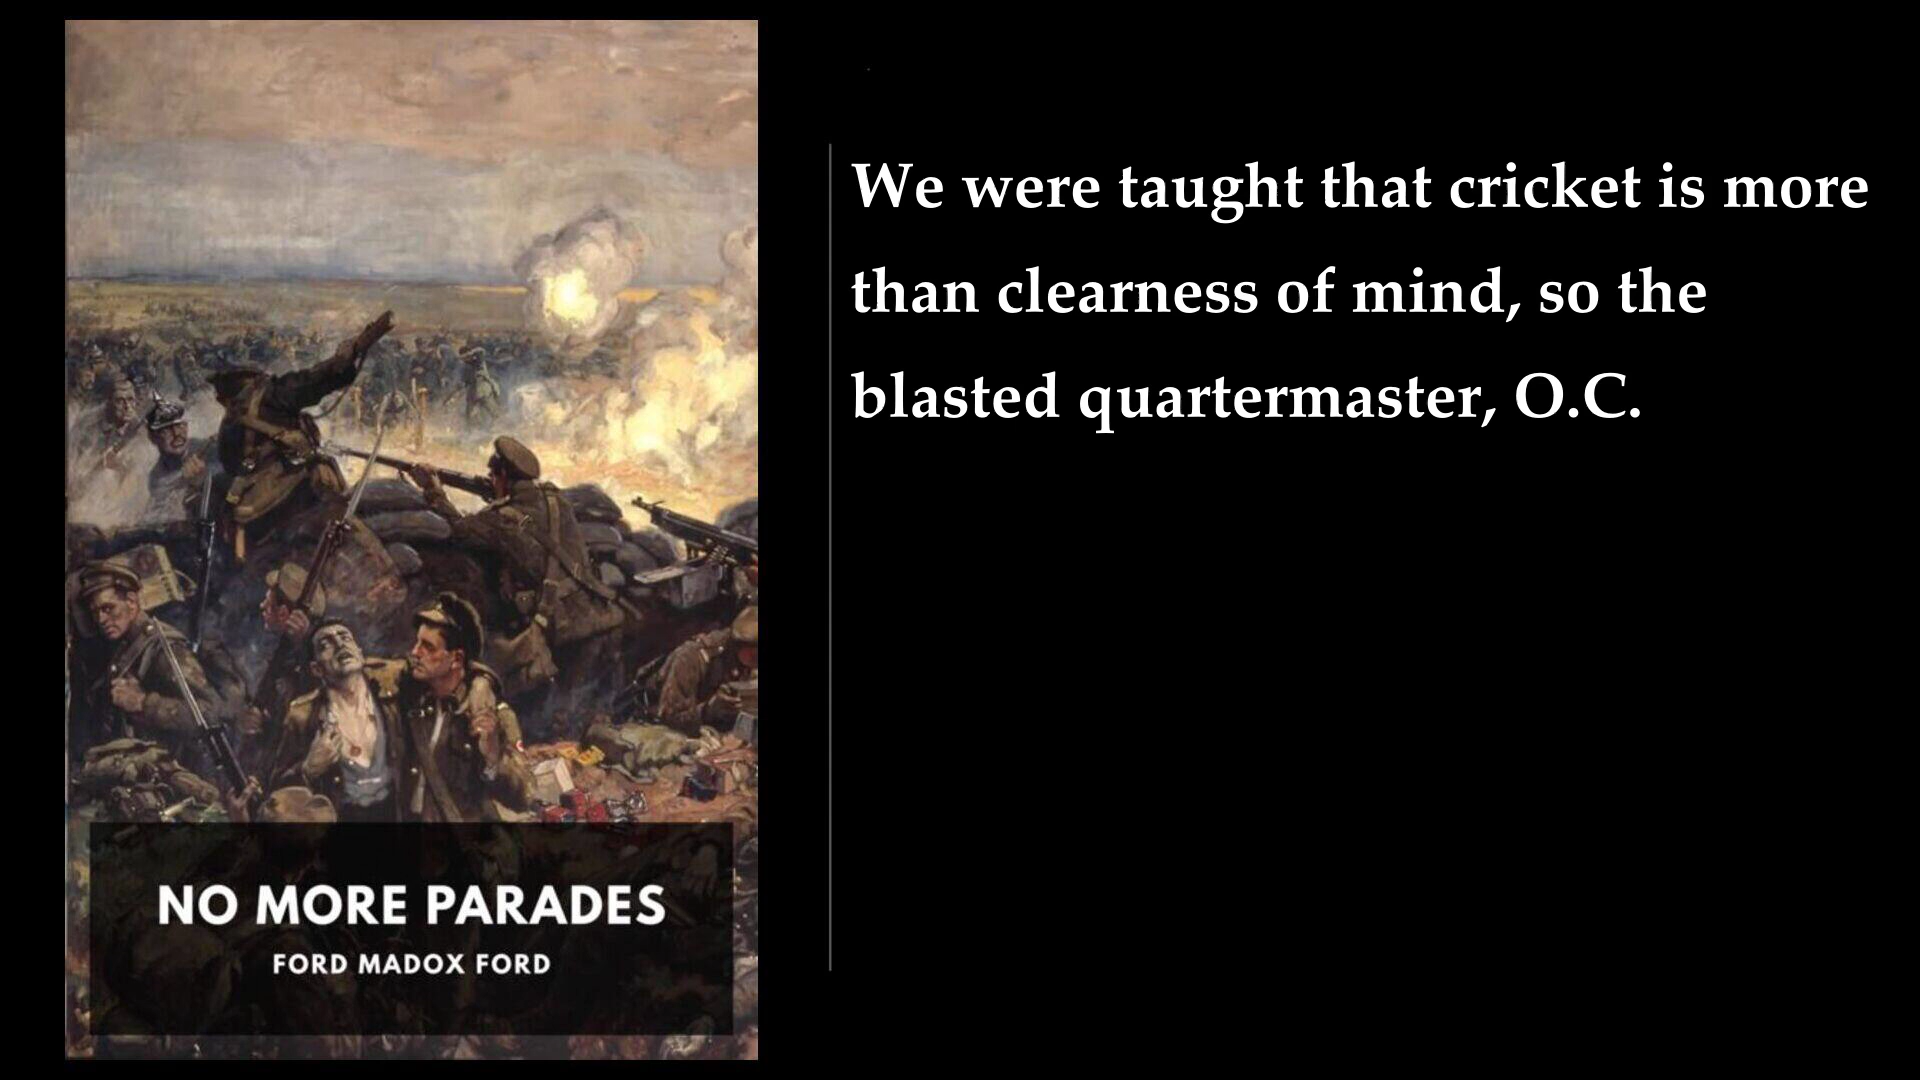 We were taught that cricket is more
than clearness of mind, so the
blasted quartermaster, O.C.
NO MORE PARADES
FORD MADOX FORD